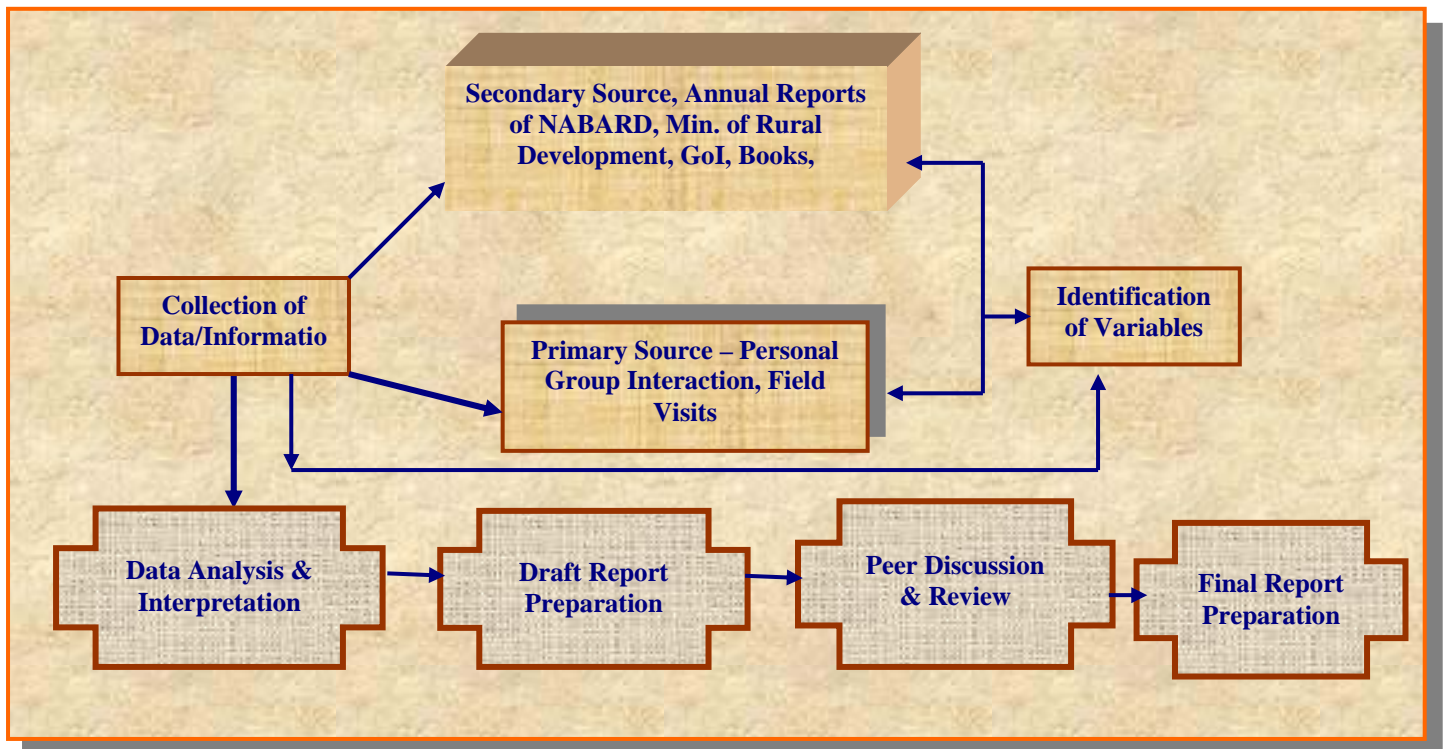 Secondary Source, Annual Reports
of NABARD, Min. of Rural
Development, GoI, Books,
Collection of
Data/Informatio
Primary Source – Personal
Group Interaction, Field
Visits
Identification
of Variables
Data Analysis &
Interpretation
Draft Report
Preparation
Peer Discussion
& Review
Final Report
Preparation